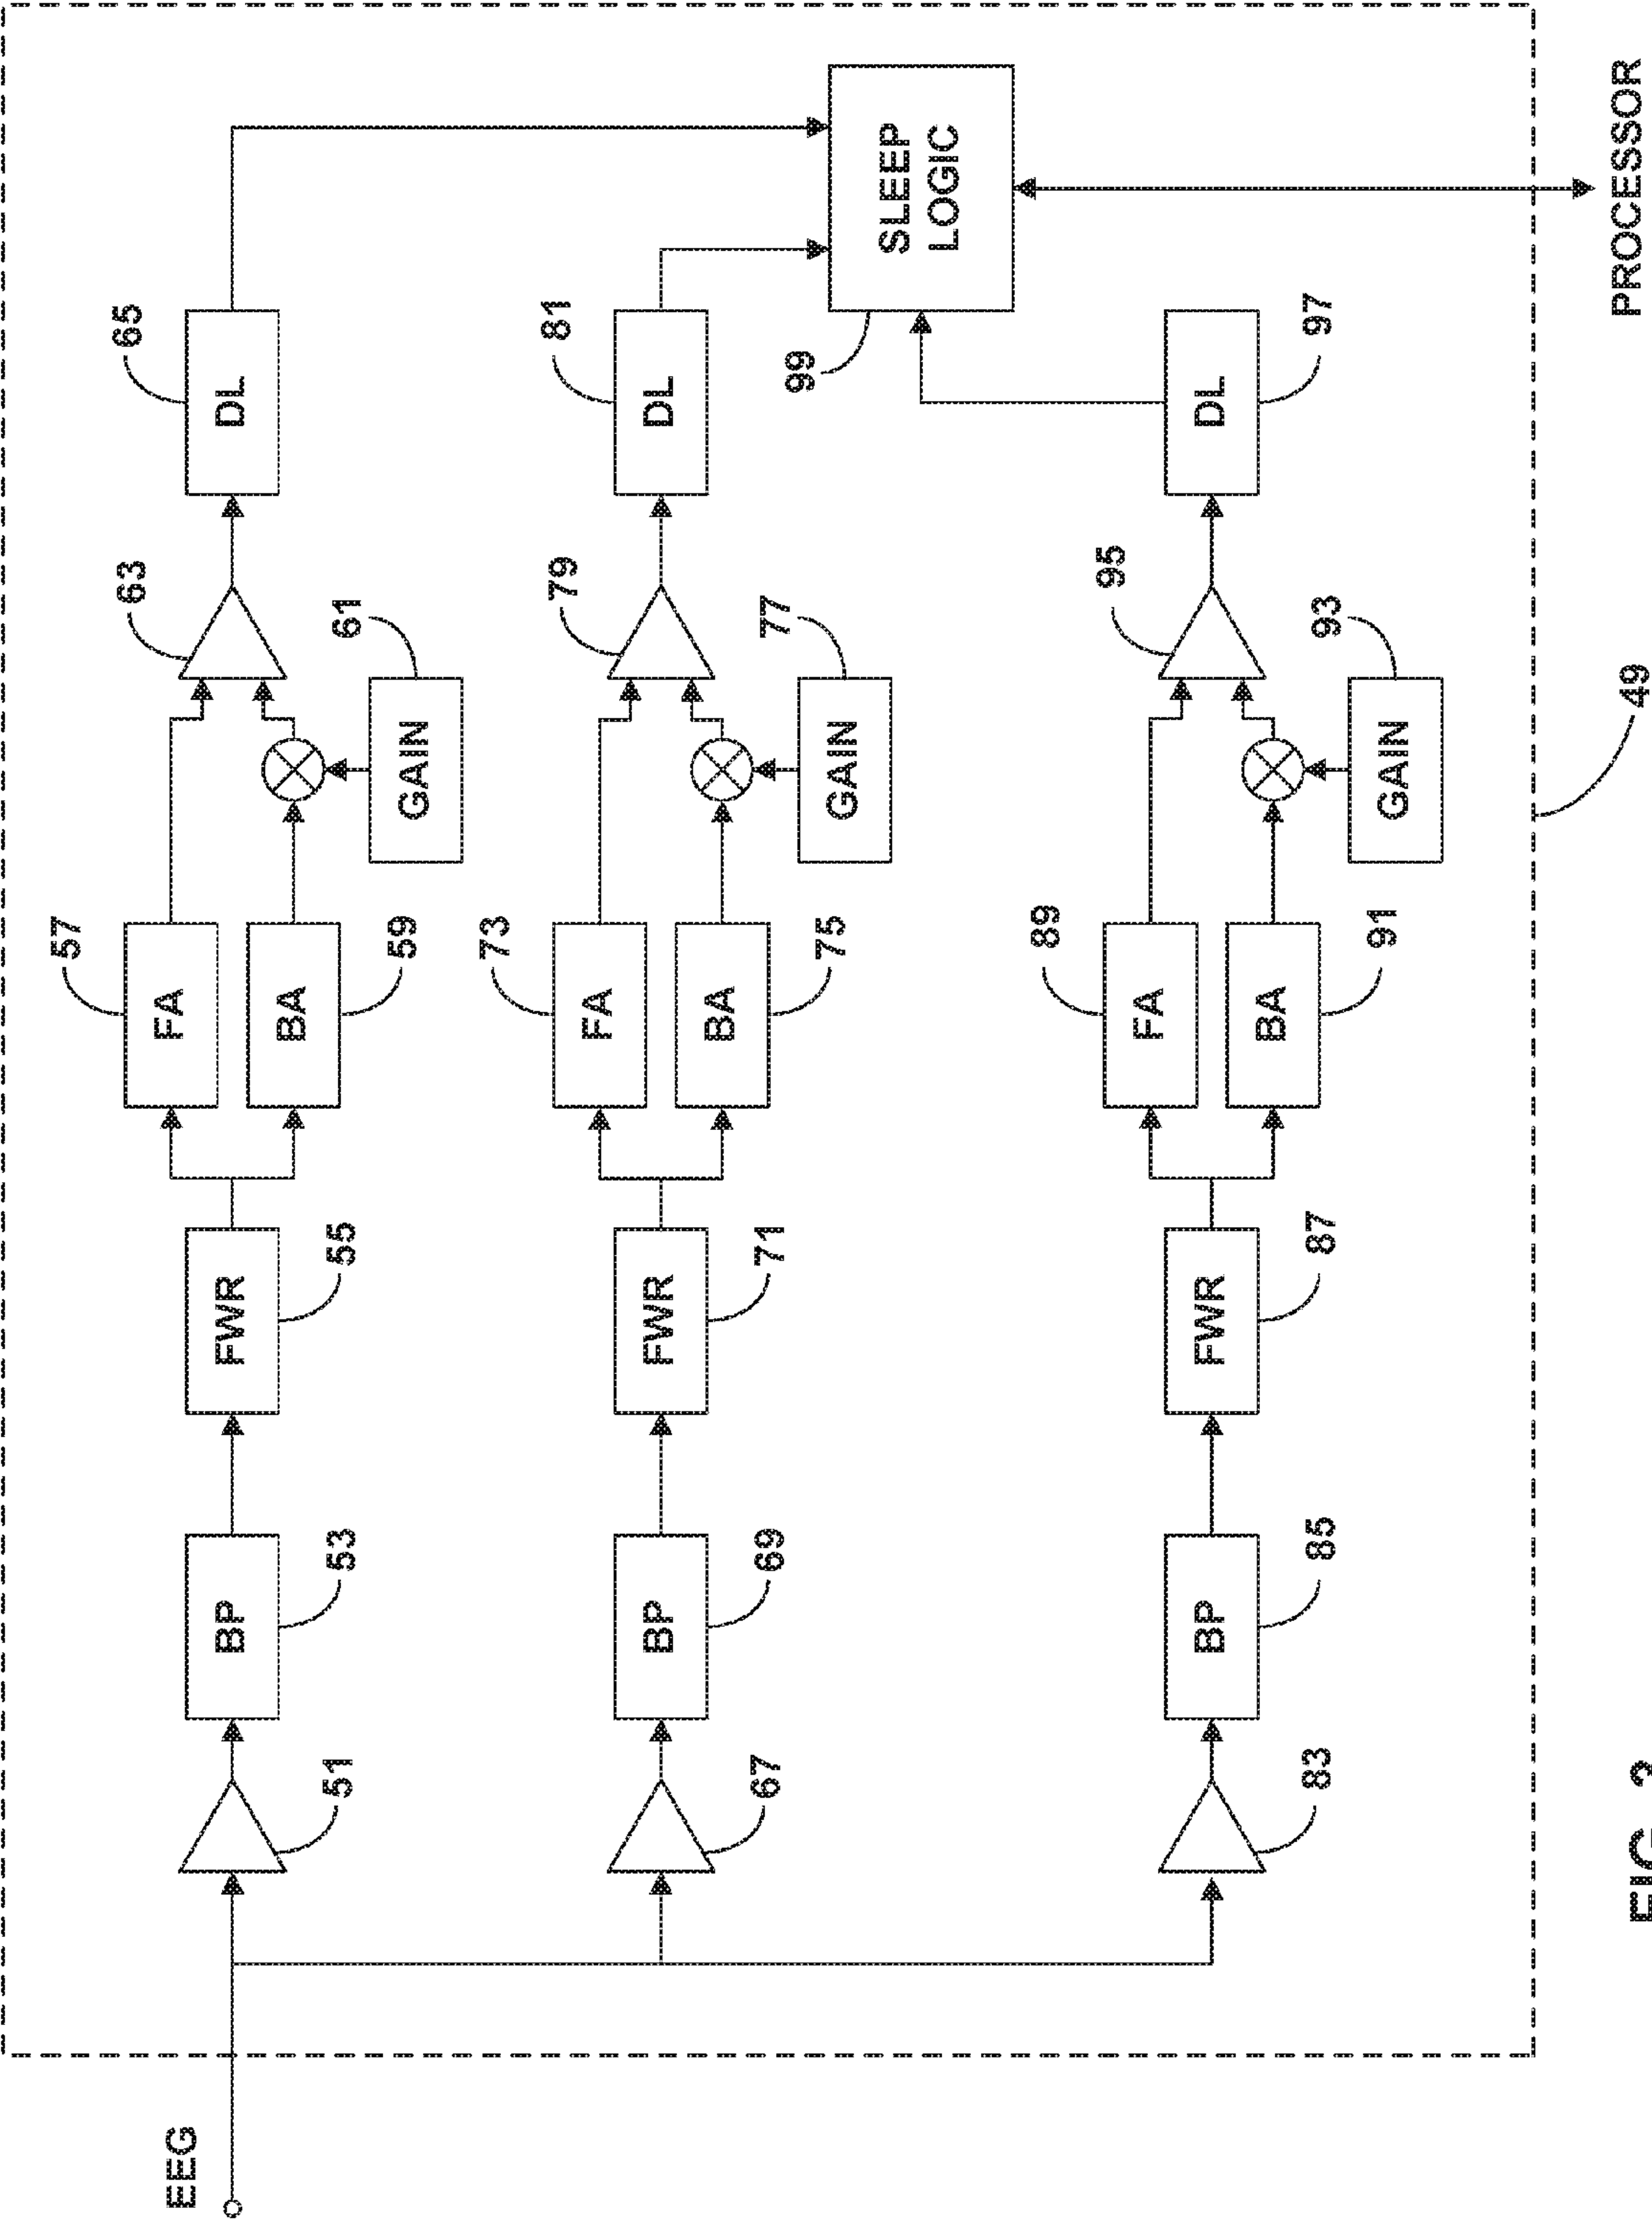 EEG
51
BP
53
FWR
55
FA
57
BA
59
GAIN
61
63
DL
65
67
BP
69
FWR
71
FA
73
BA
75
GAIN
77
79
DL
81
83
BP
85
FWR
87
FA
89
BA
91
GAIN
93
95
DL
97
SLEEP
LOGIC
99
49
PROCESSOR
FIG.